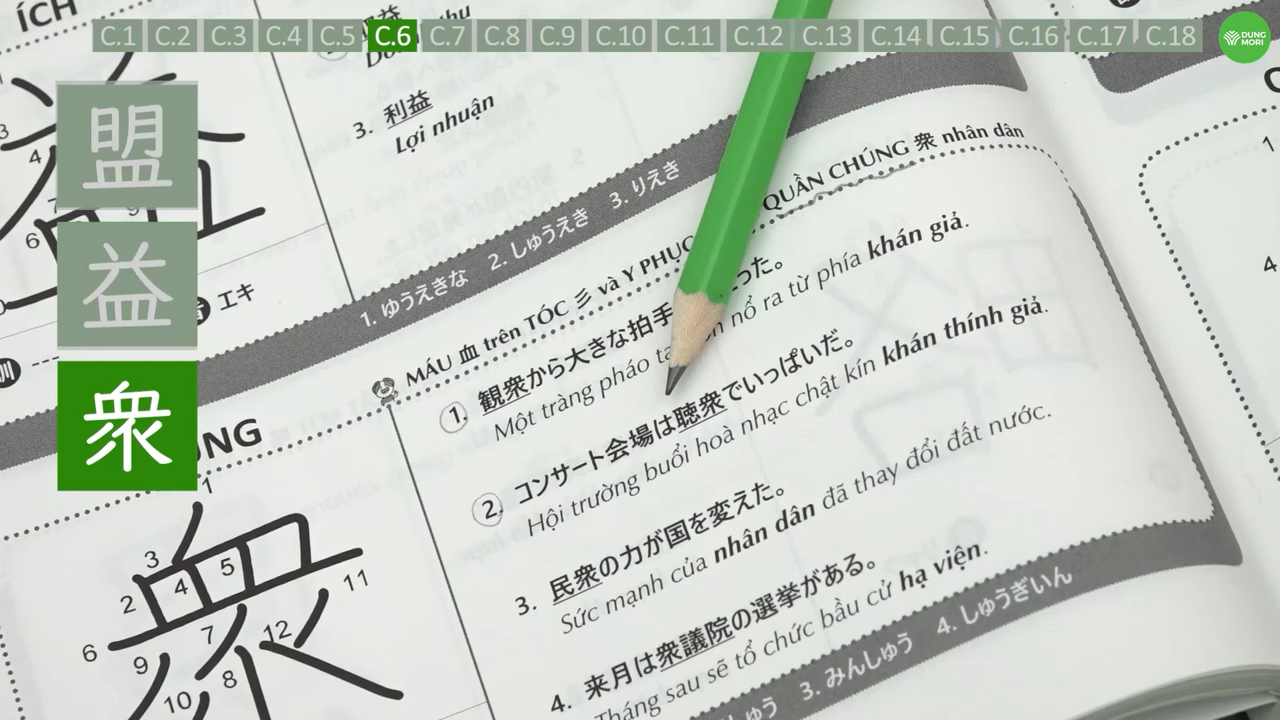 C.1 C.2 C.3 C.4 C.5 C.6 C.7 C.8 C.9 C.10 C.11 C.12 C.13 C.14 C.15 C.16 C.17 C.18
DUNG MORI
盟
益
衆
ÍCH
3. 利益
Lợi nhuận
エキ
1. ゆうえきな 2. しゅうえき 3. りえき
MÁU 血 trên TÓC 彡 và Y PHỤC
QUẦN CHÚNG 衆 nhân dân
1. 観衆から大きな拍手
った。
Một tràng pháo
nổ ra từ phía khán giả.
2. コンサート会場は聴衆でいっぱいだ。
Hội trường buổi hoà nhạc chật kín khán thính giả.
3. 民衆の力が国を変えた。
Sức mạnh của nhân dân đã thay đổi đất nước.
4. 来月は衆議院の選挙がある。
Tháng sau sẽ tổ chức bầu cử hạ viện.
しゅう 3. みんしゅう 4. しゅうぎいん